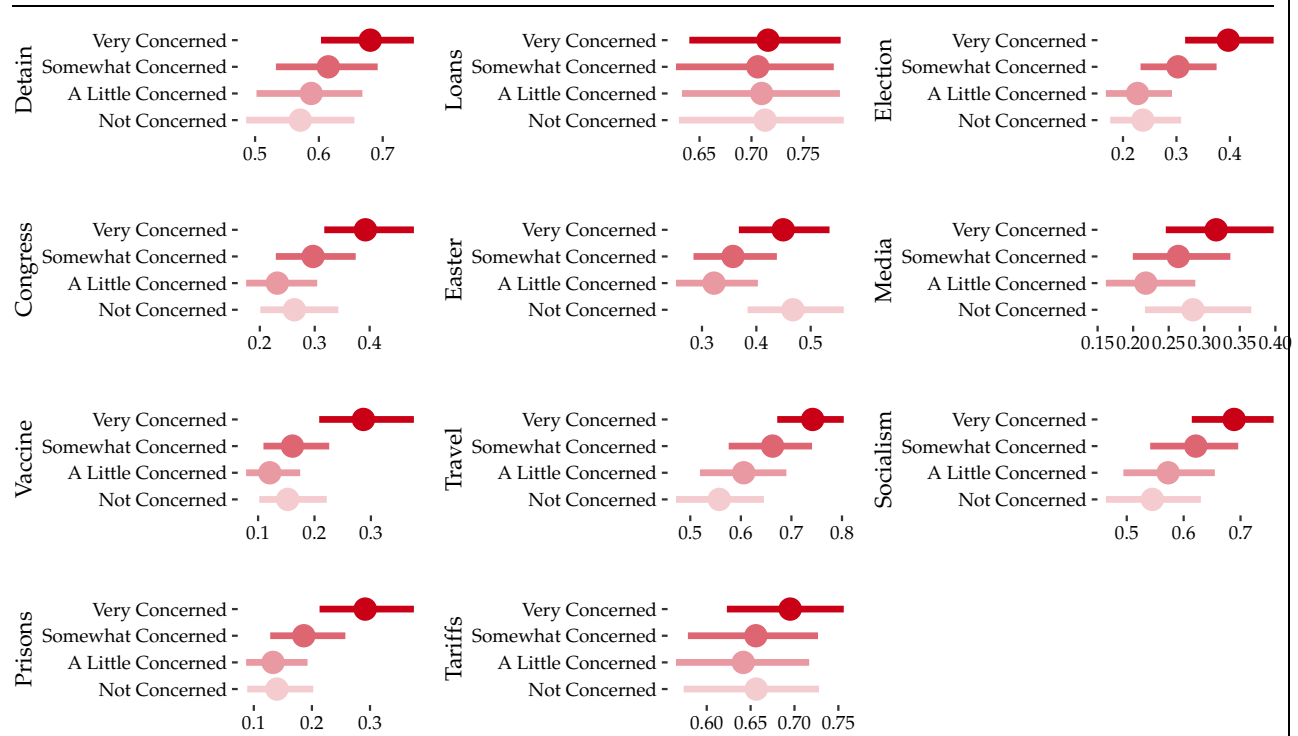 Detain
Very Concerned
Somewhat Concerned
A Little Concerned
Not Concerned
0.5 0.6 0.7
Loans
Very Concerned
Somewhat Concerned
A Little Concerned
Not Concerned
0.65 0.70 0.75
Election
Very Concerned
Somewhat Concerned
A Little Concerned
Not Concerned
0.2 0.3 0.4
Congress
Very Concerned
Somewhat Concerned
A Little Concerned
Not Concerned
0.2 0.3 0.4
Easter
Very Concerned
Somewhat Concerned
A Little Concerned
Not Concerned
0.3 0.4 0.5
Media
Very Concerned
Somewhat Concerned
A Little Concerned
Not Concerned
0.15 0.20 0.25 0.30 0.35 0.40
Vaccine
Very Concerned
Somewhat Concerned
A Little Concerned
Not Concerned
0.1 0.2 0.3
Travel
Very Concerned
Somewhat Concerned
A Little Concerned
Not Concerned
0.5 0.6 0.7 0.8
Socialism
Very Concerned
Somewhat Concerned
A Little Concerned
Not Concerned
0.5 0.6 0.7
Prisons
Very Concerned
Somewhat Concerned
A Little Concerned
Not Concerned
0.1 0.2 0.3
Tariffs
Very Concerned
Somewhat Concerned
A Little Concerned
Not Concerned
0.60 0.65 0.70 0.75